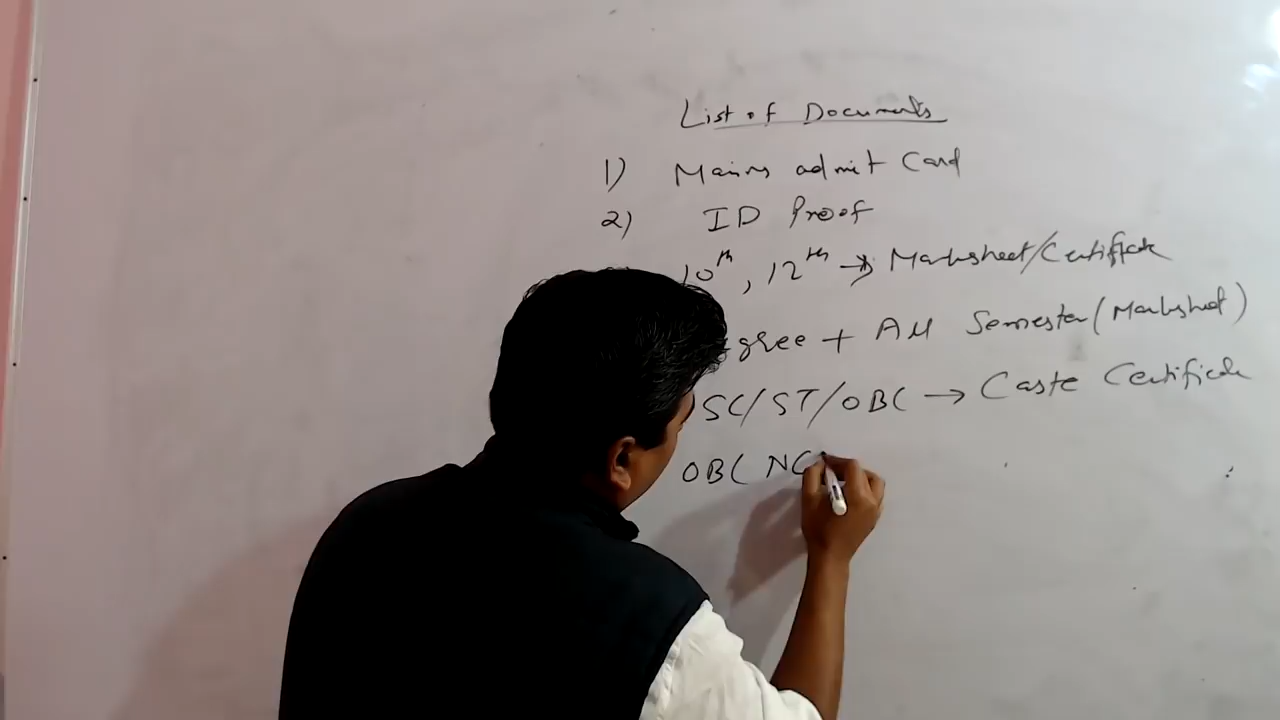 List of Documents
1) Mains admit Card
2) ID Proof
10th, 12th → Marksheet/Certificate
gree + All Semester (Marksheet)
SC/ST/OBC → Caste Certificate
OBC NC